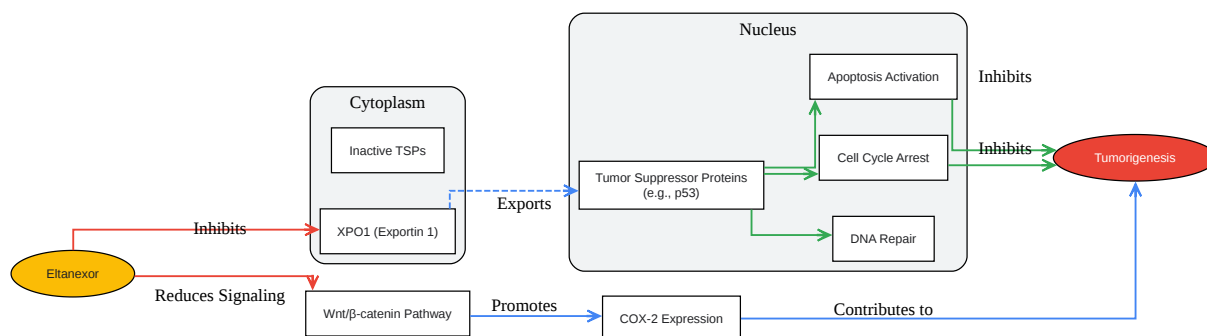 Nucleus
Apoptosis Activation
Inhibits
Cytoplasm
Inactive TSPs
Cell Cycle Arrest
Inhibits
Tumorigenesis
Tumor Suppressor Proteins
(e.g., p53)
Exports
Inhibits
XPO1 (Exportin 1)
DNA Repair
Eltanexor
Reduces Signaling
Wnt/β-catenin Pathway
Promotes
COX-2 Expression
Contributes to